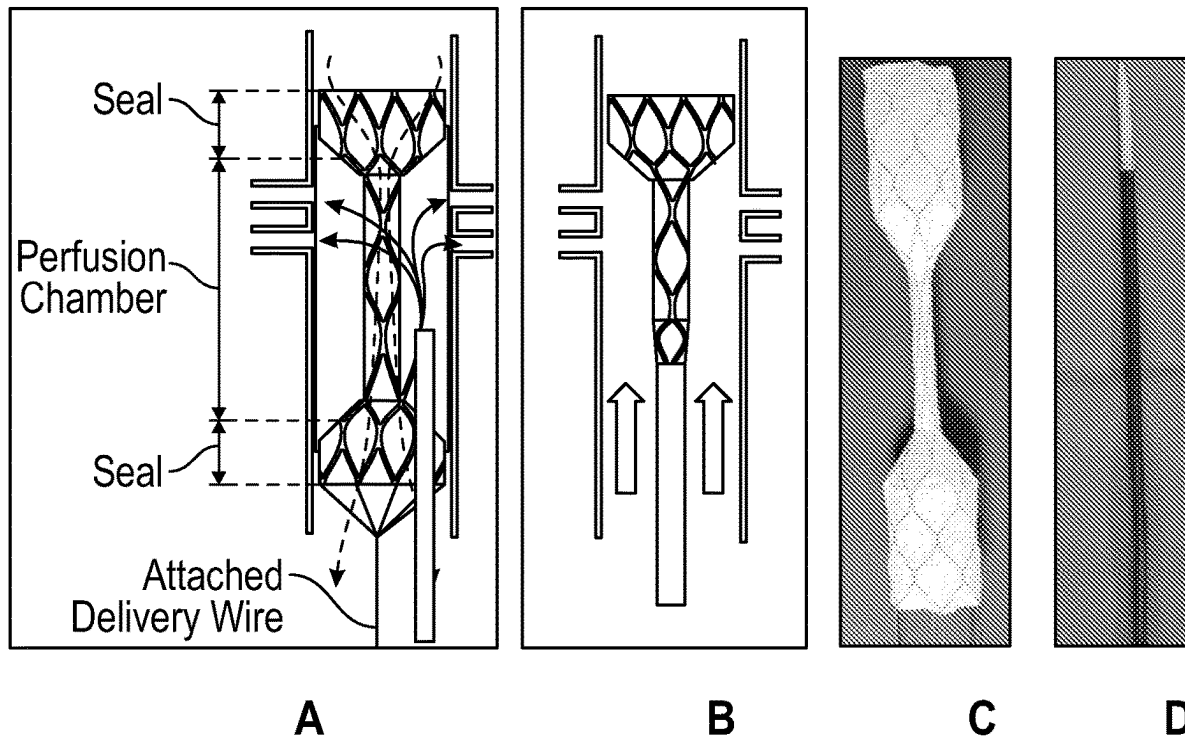 Seal
Perfusion
Chamber
Seal
Attached
Delivery Wire
A
B
C
D